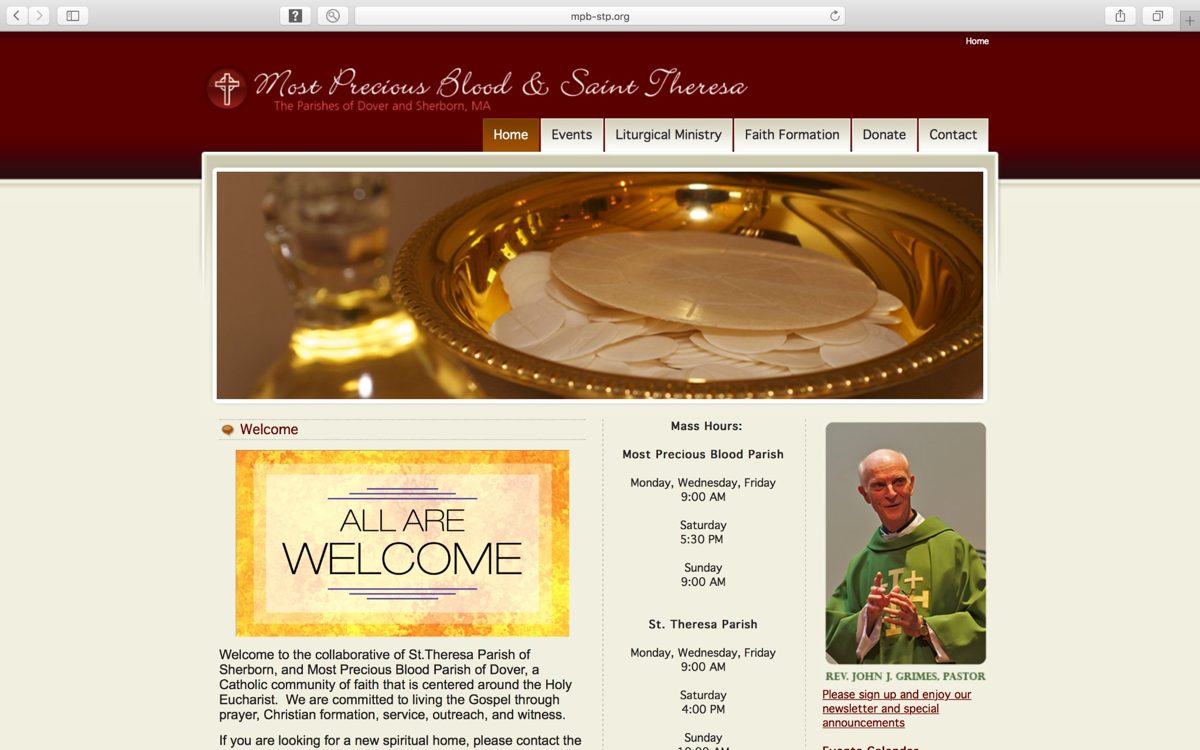 mpb-stp.org
Home
Most Precious Blood & Saint Theresa
The Parishes of Dover and Sherborn, MA
Home
Events
Liturgical Ministry
Faith Formation
Donate
Contact
Welcome
ALL ARE
WELCOME
Welcome to the collaborative of St.Theresa Parish of
Sherborn, and Most Precious Blood Parish of Dover, a
Catholic community of faith that is centered around the Holy
Eucharist.  We are committed to living the Gospel through
prayer, Christian formation, service, outreach, and witness.
If you are looking for a new spiritual home, please contact the
Mass Hours:
Most Precious Blood Parish
Monday, Wednesday, Friday
9:00 AM
Saturday
5:30 PM
Sunday
9:00 AM
St. Theresa Parish
Monday, Wednesday, Friday
9:00 AM
Saturday
4:00 PM
Sunday
10:00 AM
REV. JOHN J. GRIMES, PASTOR
Please sign up and enjoy our
newsletter and special
announcements
Events Calendar